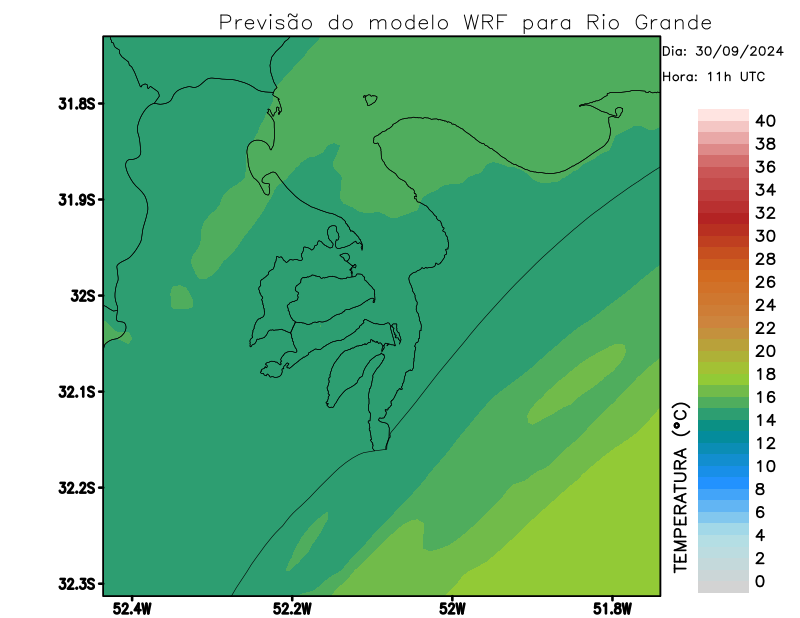 Previsão do modelo WRF para Rio Grande
Dia: 30/09/2024
Hora: 11h UTC
31.8S
31.9S
32S
32.1S
32.2S
32.3S
52.4W
52.2W
52W
51.8W
40
38
36
34
32
30
28
26
24
22
20
18
16
14
12
10
8
6
4
2
0
TEMPERATURA (°C)